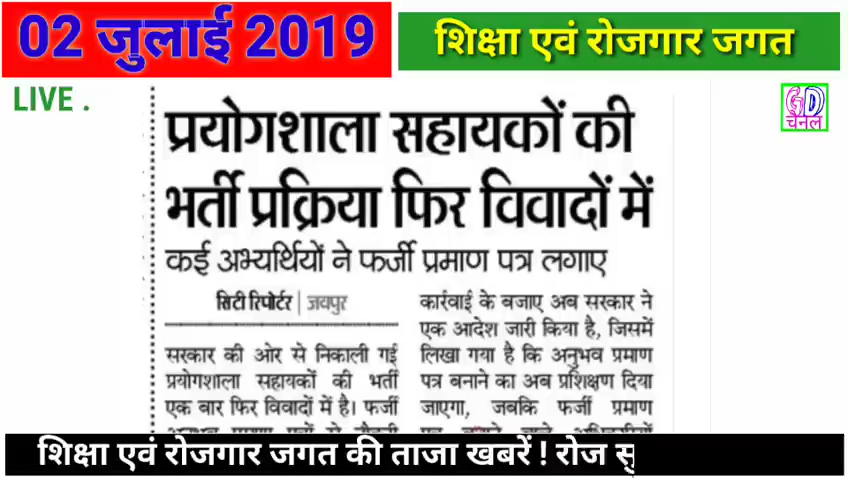 02 जुलाई 2019
शिक्षा एवं रोजगार जगत
LIVE .
GD
चैनल
प्रयोगशाला सहायकों की
भर्ती प्रक्रिया फिर विवादों में
कई अभ्यर्थियों ने फर्जी प्रमाण पत्र लगाए
सिटी रिपोर्टर | जयपुर
सरकार की ओर से निकाली गई
प्रयोगशाला सहायकों की भर्ती
एक बार फिर विवादों में है। फर्जी
कार्रवाई के बजाए अब सरकार ने
एक आदेश जारी किया है, जिसमें
लिखा गया है कि अनुभव प्रमाण
पत्र बनाने का अब प्रशिक्षण दिया
जाएगा, जबकि फर्जी प्रमाण
शिक्षा एवं रोजगार जगत की ताजा खबरें ! रोज सु